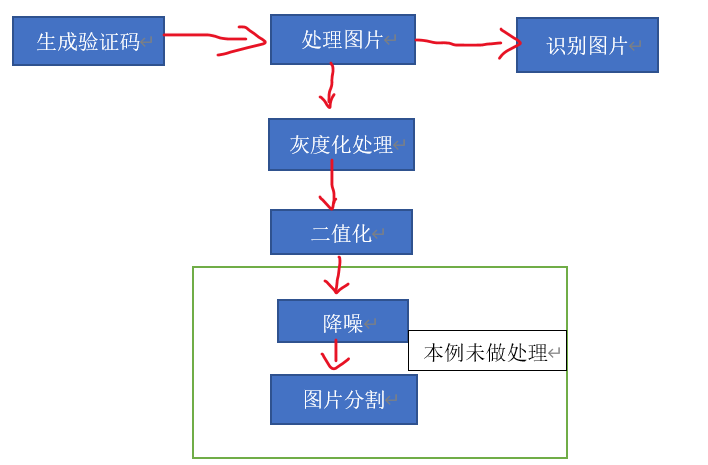 生成验证码
处理图片
识别图片
灰度化处理
二值化
降噪
本例未做处理
图片分割